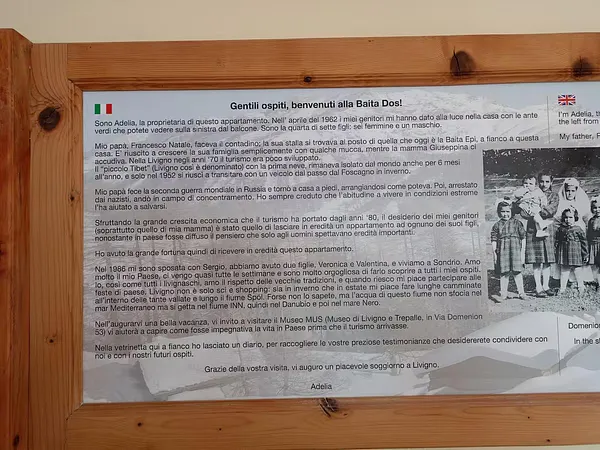 Gentili ospiti, benvenuti alla Baita Dos!
Sono Adelia, la proprietaria di questo appartamento. Nell' aprile del 1962 i miei genitori mi hanno dato alla luce nella casa con le ante
verdi che potete vedere sulla sinistra dal balcone. Sono la quarta di sette figli: sei femmine e un maschio.
Mio papà, Francesco Natale, faceva il contadino; la sua stalla si trovava al posto di quella che oggi è la Baita Epi, a fianco a questa
casa. E' riuscito a crescere la sua famiglia semplicemente con qualche mucca, mentre la mamma Giuseppina ci
accudiva. Nella Livigno negli anni '70 il turismo era poco sviluppato.
Il "piccolo Tibet" (Livigno così è denominato) con la prima neve, rimaneva isolato dal mondo anche per 6 mesi
all'anno, e solo nel 1952 si riuscì a transitare con un veicolo dal passo dal Foscagno in inverno.
Mio papà fece la seconda guerra mondiale in Russia e tornò a casa a piedi, arrangiandosi come poteva. Poi, arrestato
dai nazisti, andò in campo di concentramento. Ho sempre creduto che l'abitudine a vivere in condizioni estreme
l'ha aiutato a salvarsi.
Sfruttando la grande crescita economica che il turismo ha portato dagli anni '80, il desiderio dei miei genitori
(soprattutto quello di mia mamma) è stato quello di lasciare in eredità un appartamento ad ognuno dei suoi figli,
nonostante in paese fosse diffuso il pensiero che solo agli uomini spettavano eredità importanti.
Ho avuto la grande fortuna quindi di ricevere in eredità questo appartamento.
Nel 1986 mi sono sposata con Sergio, abbiamo avuto due figlie, Veronica e Valentina, e viviamo a Sondrio. Amo
molto il mio Paese, ci vengo quasi tutte le settimane e sono molto orgogliosa di farlo scoprire a tutti i miei ospiti.
Io, così come tutti i livignaschi, amo il rispetto delle vecchie tradizioni, e quando riesco mi piace partecipare alle
feste di paese. Livigno non è solo sci e shopping: sia in inverno che in estate mi piace fare lunghe camminate
all'interno delle tante vallate e lungo il fiume Spöl. Forse non lo sapete, ma l'acqua di questo fiume non sfocia nel
mar Mediterraneo ma si getta nel fiume INN, quindi nel Danubio e poi nel mare Nero.
Nell'augurarvi una bella vacanza, vi invito a visitare il Museo MUS (Museo di Livigno e Trepalle, in Via Domenion
53) vi aiuterà a capire come fosse impegnativa la vita in Paese prima che il turismo arrivasse.
Nella vetrinetta qui a fianco ho lasciato un diario, per raccogliere le vostre preziose testimonianze che desidererete condividere con
noi e con i nostri futuri ospiti.
Grazie della vostra visita, vi auguro un piacevole soggiorno a Livigno.
Adelia
I'm Adelia, th
the left from
My father, F
Domenion
In the s